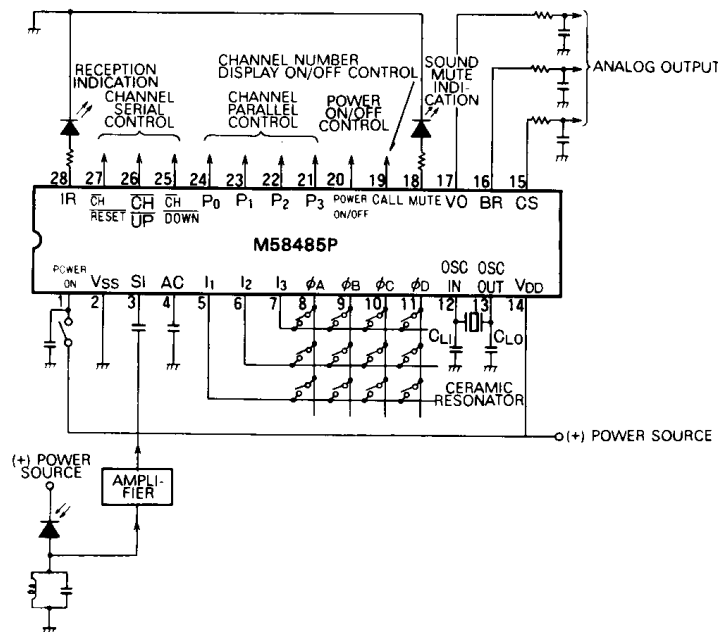 RECEPTION
INDICATION
CHANNEL
SERIAL
CONTROL
CHANNEL
PARALLEL
CONTROL
CHANNEL NUMBER
DISPLAY ON/OFF CONTROL
POWER
ON/OFF
CONTROL
SOUND
MUTE
INDI-
CATION
ANALOG OUTPUT
28 27 26 25 24 23 22 21 20 19 18 17 16 15
IR CH RESET CH UP CH DOWN P0 P1 P2 P3 POWER ON/OFF CALL MUTE VO BR CS
M58485P
POWER ON VSS SI AC I1 I2 I3 φA φB φC φD OSC IN OSC OUT VDD
1 2 3 4 5 6 7 8 9 10 11 12 13 14
CLI CLO
CERAMIC
RESONATOR
(+) POWER SOURCE
(+) POWER
SOURCE
AMPLI-
FIER